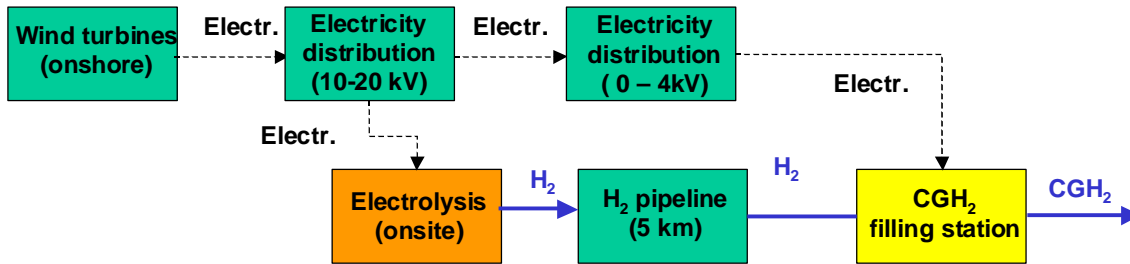 Wind turbines
(onshore)
Electr.
Electricity
distribution
(10-20 kV)
Electr.
Electricity
distribution
( 0 – 4kV)
Electr.
Electr.
Electrolysis
(onsite)
H₂
H₂ pipeline
(5 km)
H₂
CGH₂
filling station
CGH₂